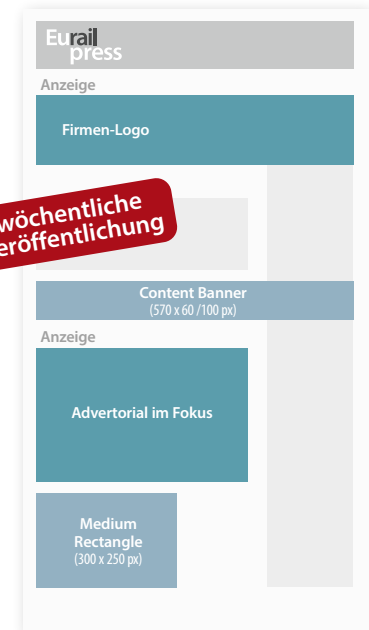 Eurail
press
Anzeige
Firmen-Logo
wöchentliche
Content Banner
(570 x 60 /100 px)
Anzeige
Advertorial im Fokus
Medium
Rectangle
(300 x 250 px)